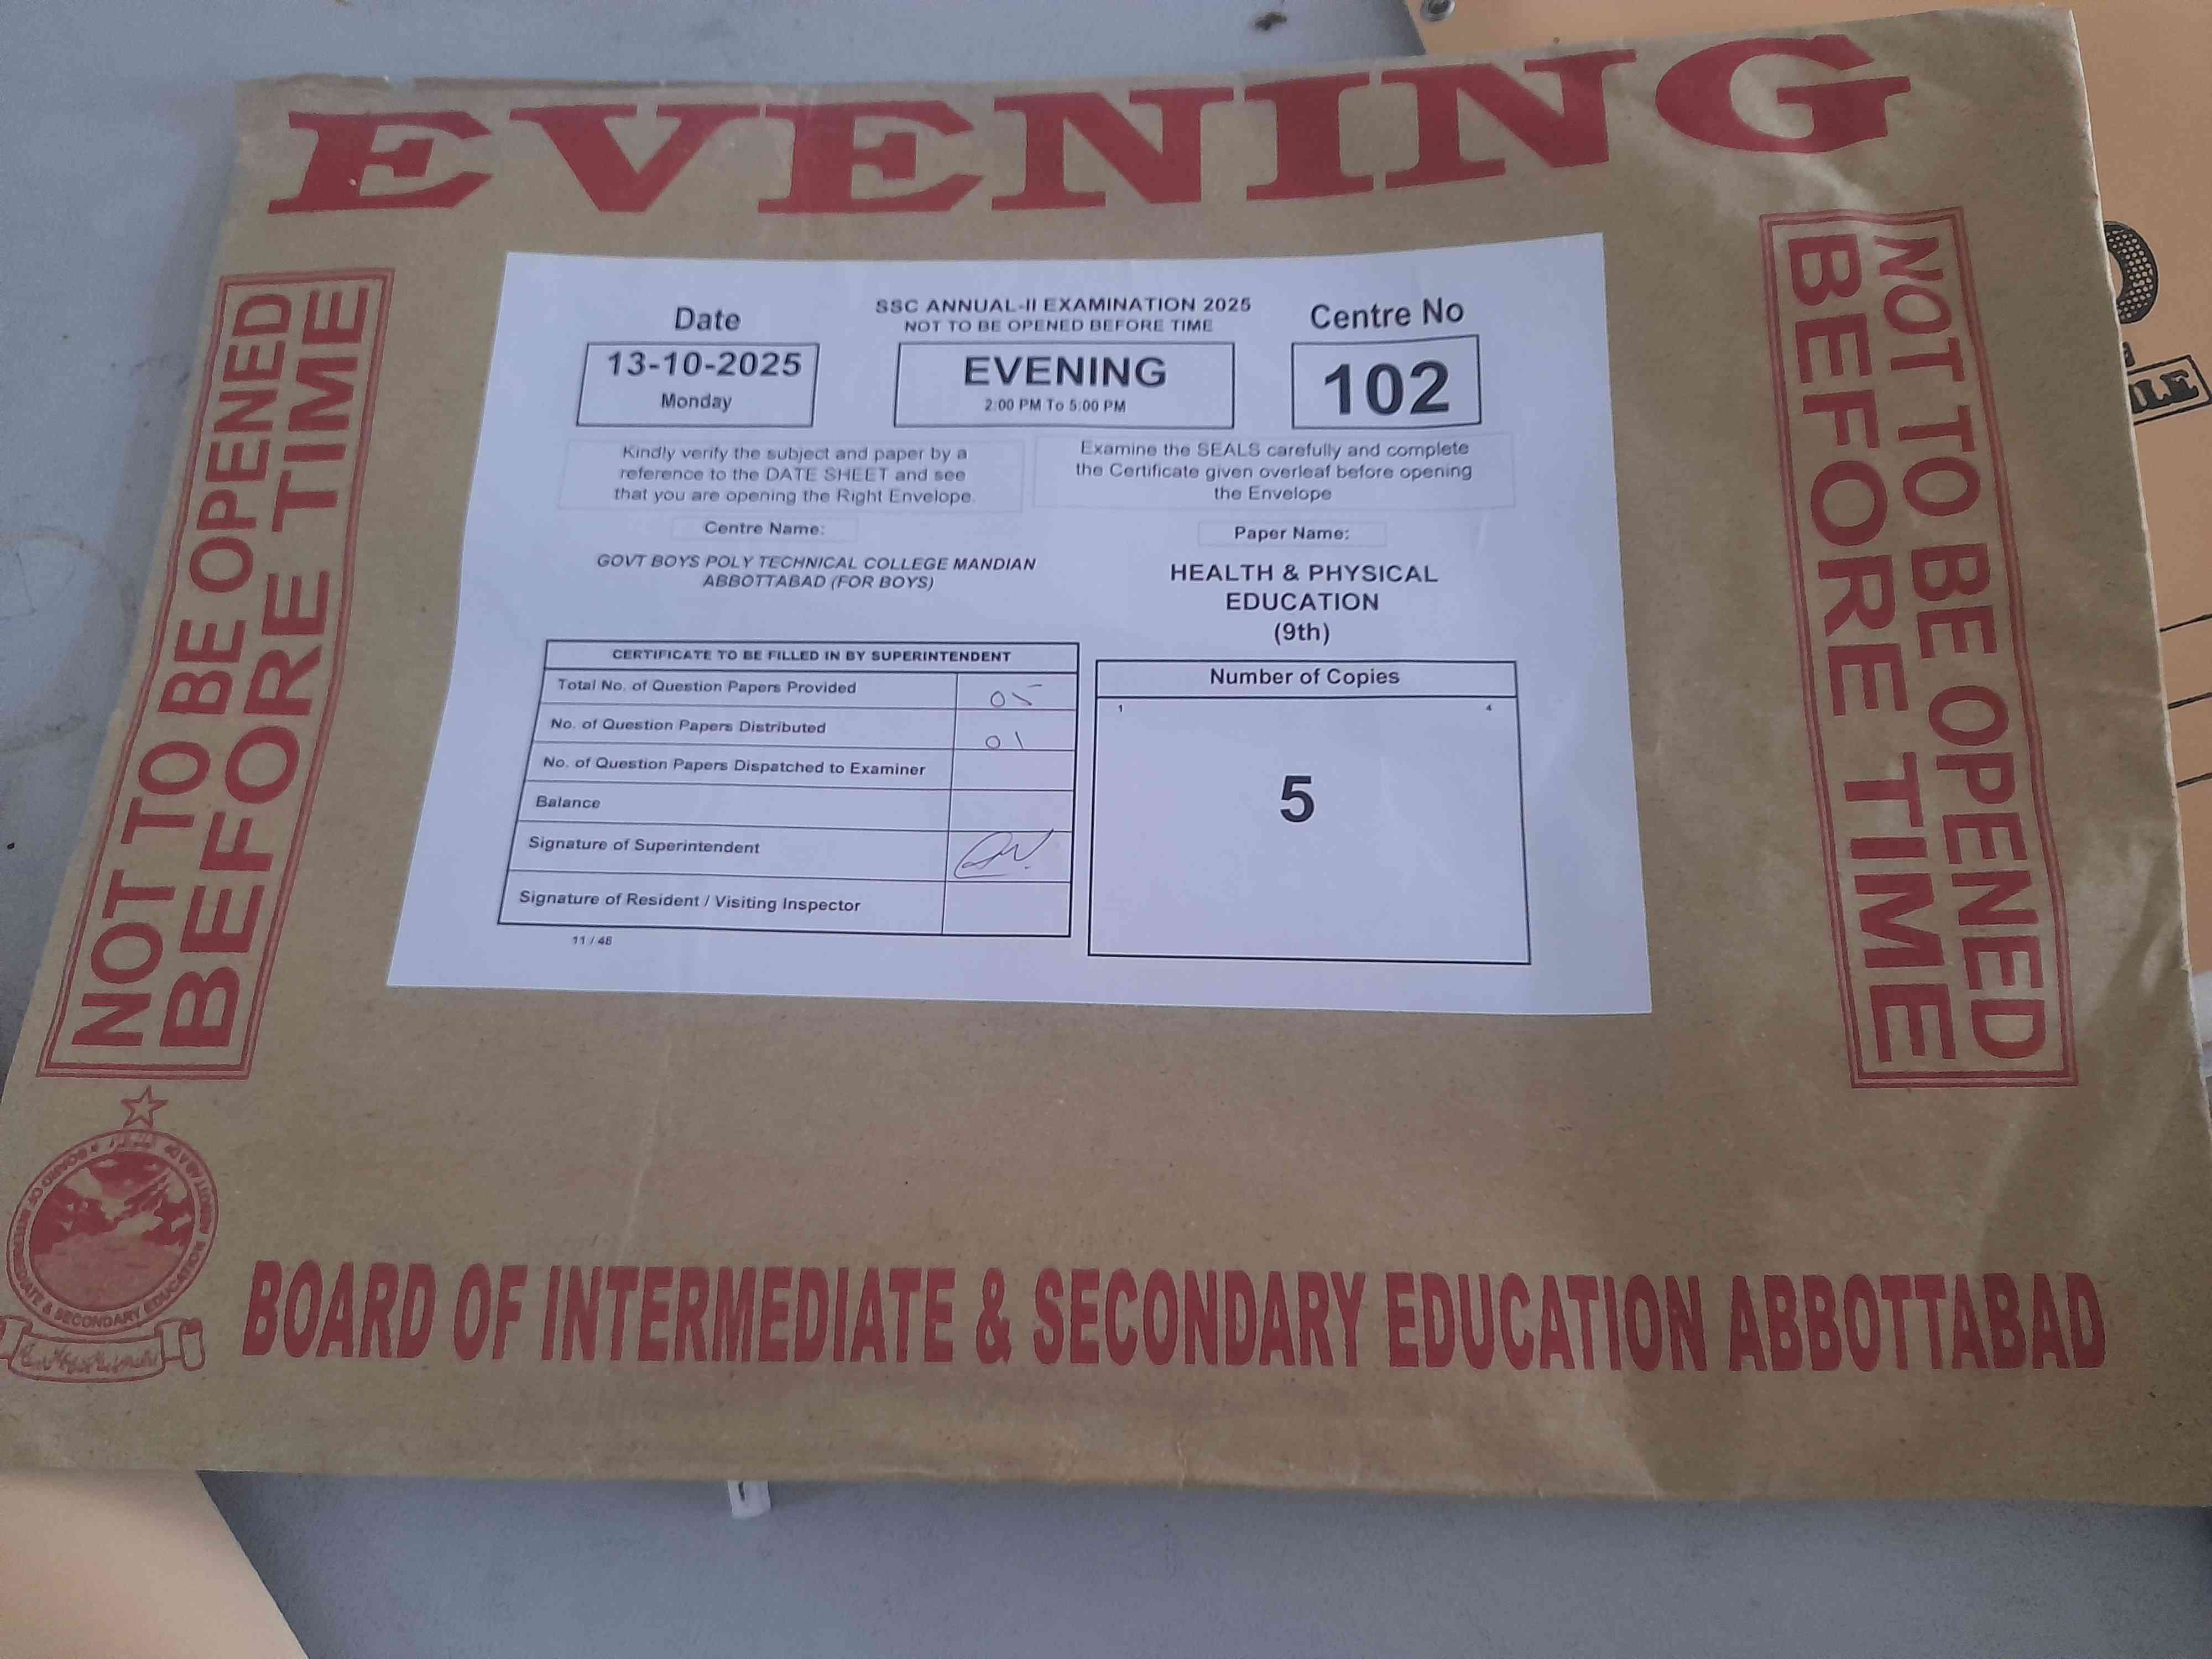 EVENING
NOT TO BE OPENED
BEFORE TIME
Date
SSC ANNUAL-II EXAMINATION 2025
NOT TO BE OPENED BEFORE TIME
Centre No
13-10-2025
Monday
EVENING
2:00 PM To 5:00 PM
102
Kindly verify the subject and paper by a
reference to the DATE SHEET and see
that you are opening the Right Envelope.
Examine the SEALS carefully and complete
the Certificate given overleaf before opening
the Envelope
Centre Name:
GOVT BOYS POLY TECHNICAL COLLEGE MANDIAN
ABBOTTABAD (FOR BOYS)
Paper Name:
HEALTH & PHYSICAL
EDUCATION
(9th)
CERTIFICATE TO BE FILLED IN BY SUPERINTENDENT
Total No. of Question Papers Provided 05
No. of Question Papers Distributed 01
No. of Question Papers Dispatched to Examiner
Balance
Signature of Superintendent
Signature of Resident / Visiting Inspector
11 / 48
Number of Copies
1 4
5
NOT TO BE OPENED
BEFORE TIME
BOARD OF INTERMEDIATE & SECONDARY EDUCATION ABBOTTABAD
BOARD OF INTERMEDIATE & SECONDARY EDUCATION ABBOTTABAD